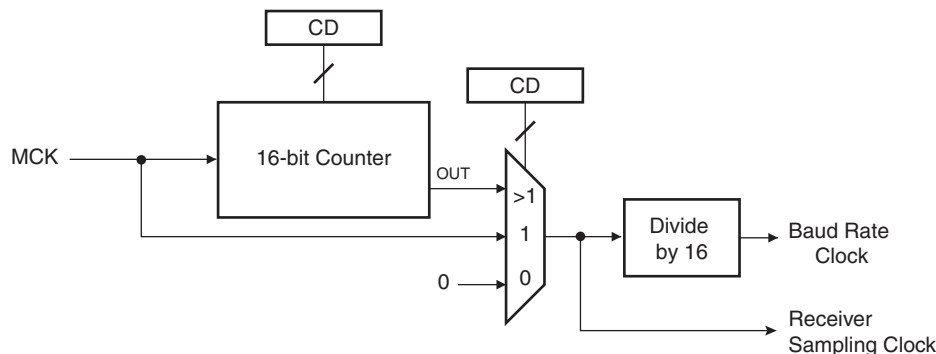 CD
CD
MCK
16-bit Counter
OUT
>1
1
0
0
Divide
by 16
Baud Rate
Clock
Receiver
Sampling Clock